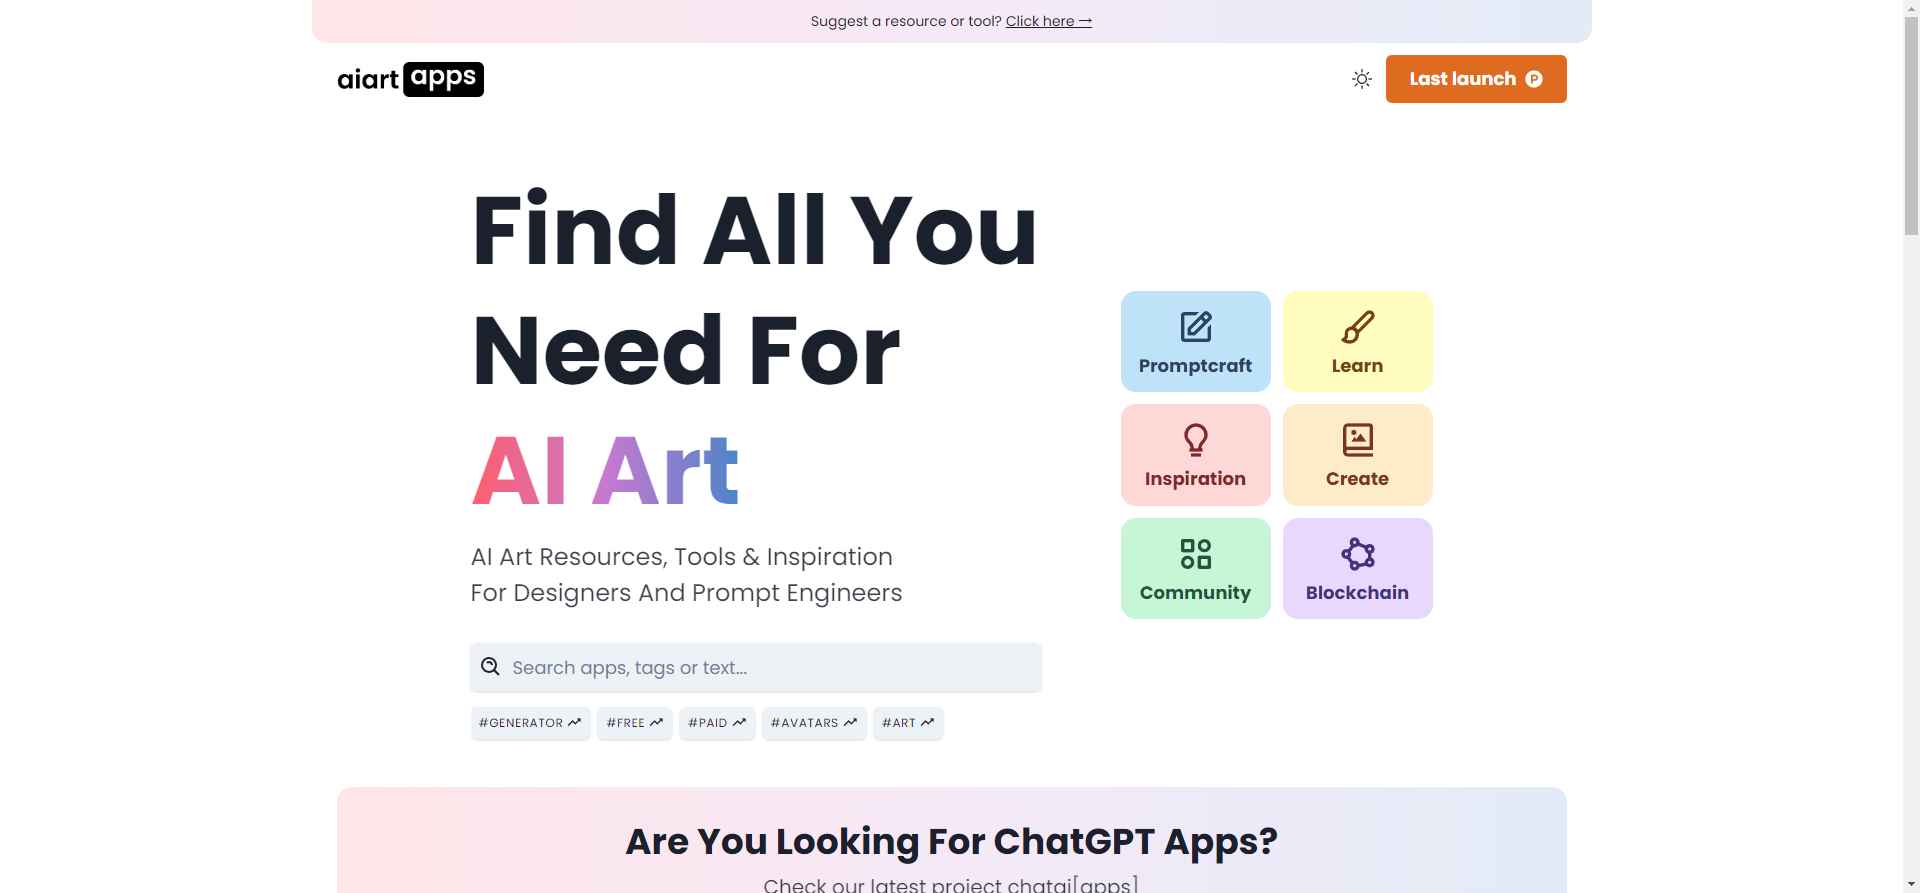 Suggest a resource or tool? Click here →
aiart apps
Last launch
Find All You
Need For
AI Art
AI Art Resources, Tools & Inspiration
For Designers And Prompt Engineers
Search apps, tags or text...
#GENERATOR
#FREE
#PAID
#AVATARS
#ART
Promptcraft
Learn
Inspiration
Create
Community
Blockchain
Are You Looking For ChatGPT Apps?
Check our latest project chatai[apps]